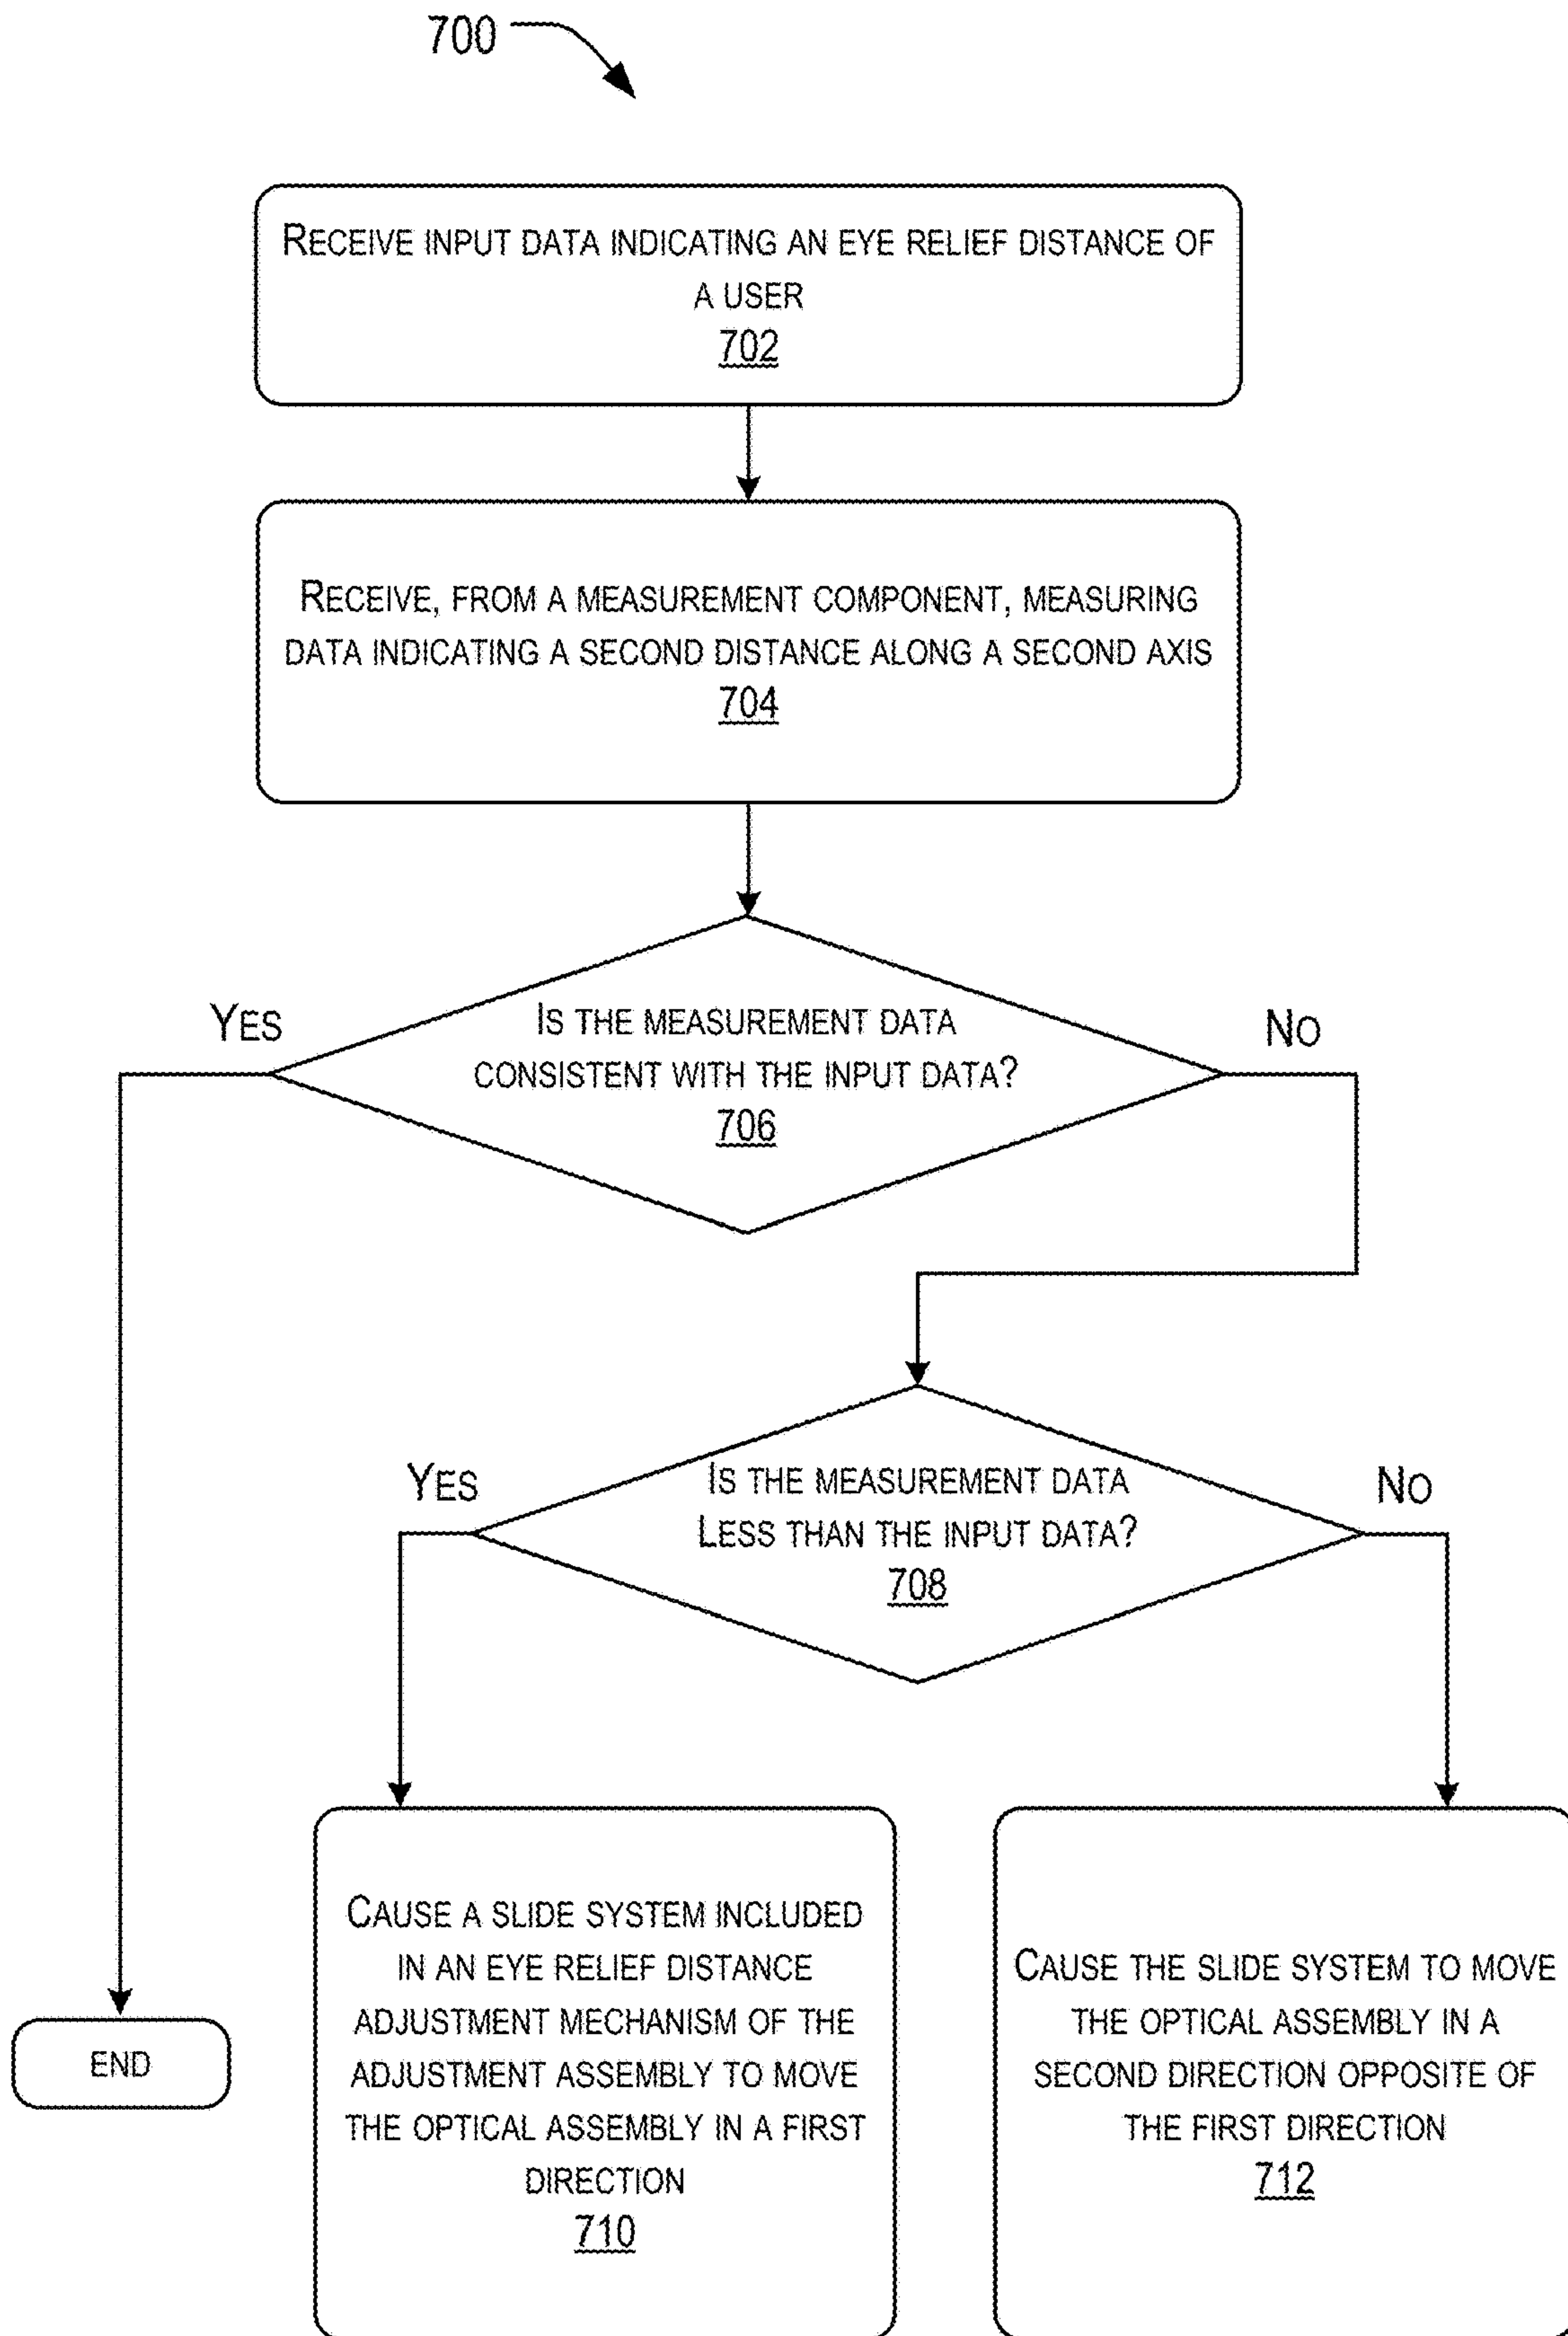 700
RECEIVE INPUT DATA INDICATING AN EYE RELIEF DISTANCE OF
A USER
702
RECEIVE, FROM A MEASUREMENT COMPONENT, MEASURING
DATA INDICATING A SECOND DISTANCE ALONG A SECOND AXIS
704
YES
IS THE MEASUREMENT DATA
CONSISTENT WITH THE INPUT DATA?
706
NO
YES
IS THE MEASUREMENT DATA
LESS THAN THE INPUT DATA?
708
NO
END
CAUSE A SLIDE SYSTEM INCLUDED
IN AN EYE RELIEF DISTANCE
ADJUSTMENT MECHANISM OF THE
ADJUSTMENT ASSEMBLY TO MOVE
THE OPTICAL ASSEMBLY IN A FIRST
DIRECTION
710
CAUSE THE SLIDE SYSTEM TO MOVE
THE OPTICAL ASSEMBLY IN A
SECOND DIRECTION OPPOSITE OF
THE FIRST DIRECTION
712